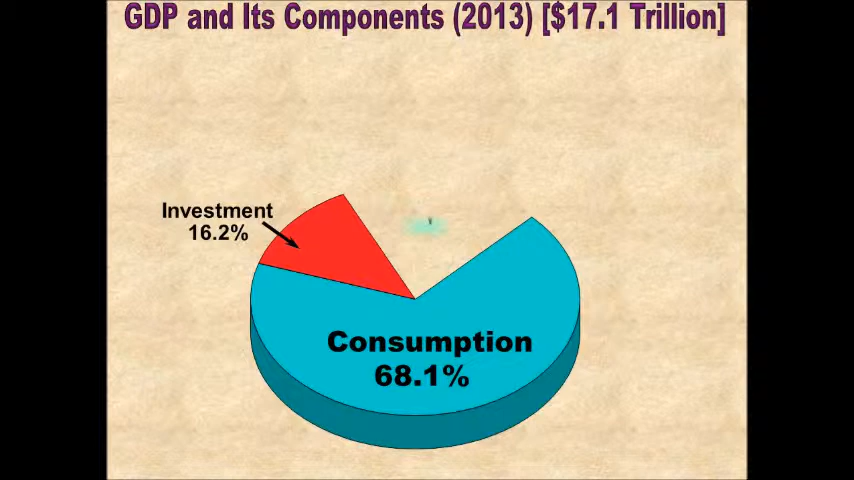 GDP and Its Components (2013) [$17.1 Trillion]
Investment
16.2%
Consumption
68.1%